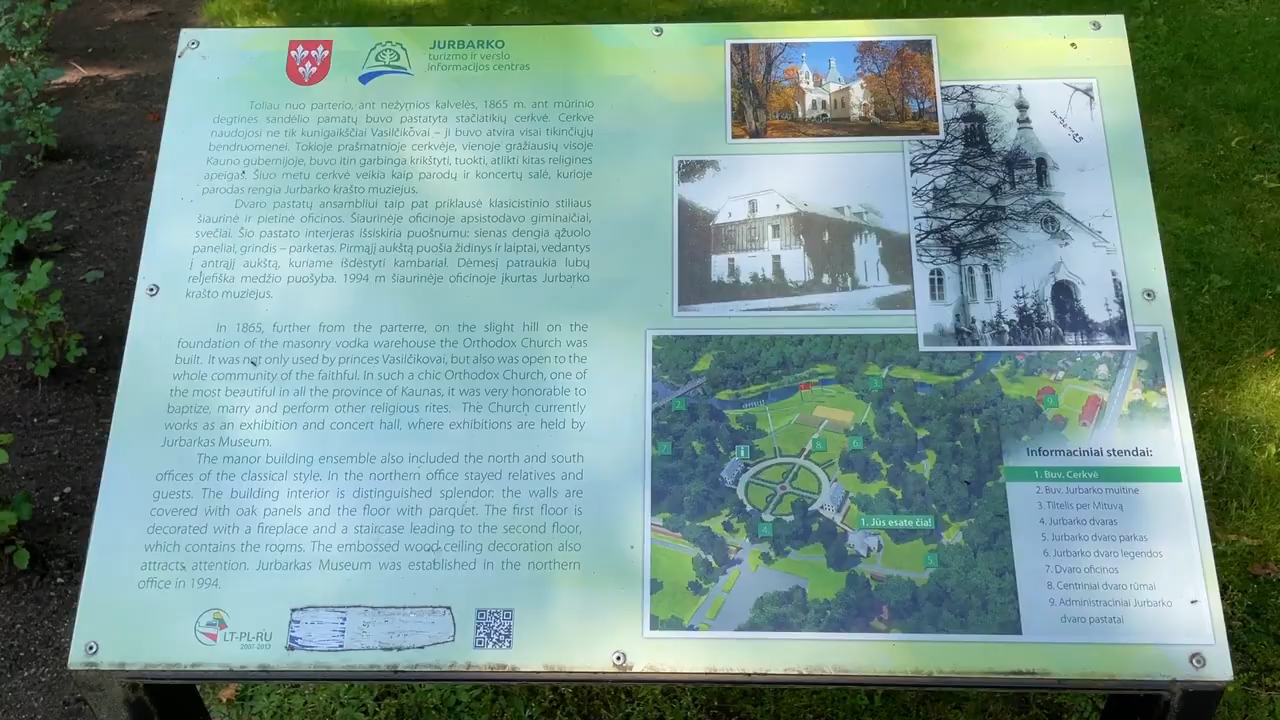 JURBARKO
turizmo ir verslo
informacijos centras
Toliau nuo parterio, ant nežymios kalvelės, 1865 m. ant mūrinio
degtinės sandėlio pamatų buvo pastatyta stačiatikių cerkvė. Cerkve
naudojosi ne tik kunigaikščiai Vasilčikovai – ji buvo atvira visai tikinčiųjų
bendruomenei. Tokioje prašmatnioje cerkvėje, vienoje gražiausių visoje
Kauno gubernijoje, buvo itin garbinga krikštyti, tuokti, atlikti kitas religines
apeigas. Šiuo metu cerkvė veikia kaip parodų ir koncertų salė, kurioje
parodas rengia Jurbarko krašto muziejus.
Dvaro pastatų ansambliui taip pat priklausė klasicistinio stiliaus
šiaurinė ir pietinė oficinos. Šiaurinėje oficinoje apsistodavo giminaičiai,
svečiai. Šio pastato interjeras išsiskiria puošnumu: sienas dengia ąžuolo
paneliai, grindis – parketas. Pirmąjį aukštą puošia židinys ir laiptai, vedantys
į antrąjį aukštą, kuriame išdėstyti kambariai. Dėmesį patraukia lubų
reljefiška medžio puošyba. 1994 m šiaurinėje oficinoje įkurtas Jurbarko
krašto muziejus.
In 1865, further from the parterre, on the slight hill on the
foundation of the masonry vodka warehouse the Orthodox Church was
built. It was not only used by princes Vasilčikovai, but also was open to the
whole community of the faithful. In such a chic Orthodox Church, one of
the most beautiful in all the province of Kaunas, it was very honorable to
baptize, marry and perform other religious rites. The Church currently
works as an exhibition and concert hall, where exhibitions are held by
Jurbarkas Museum.
The manor building ensemble also included the north and south
offices of the classical style. In the northern office stayed relatives and
guests. The building interior is distinguished splendor: the walls are
covered with oak panels and the floor with parquet. The first floor is
decorated with a fireplace and a staircase leading to the second floor,
which contains the rooms. The embossed wood ceiling decoration also
attracts attention. Jurbarkas Museum was established in the northern
office in 1994.
LT-PL-RU
2007-2013
1
2
3
9
7
i
8
6
4
5
1. Jūs esate čia!
Informaciniai stendai:
1. Buv. Cerkvė
2. Buv. Jurbarko muitinė
3. Tiltelis per Mituvą
4. Jurbarko dvaras
5. Jurbarko dvaro parkas
6. Jurbarko dvaro legendos
7. Dvaro oficinos
8. Centriniai dvaro rūmai
9. Administraciniai Jurbarko
dvaro pastatai